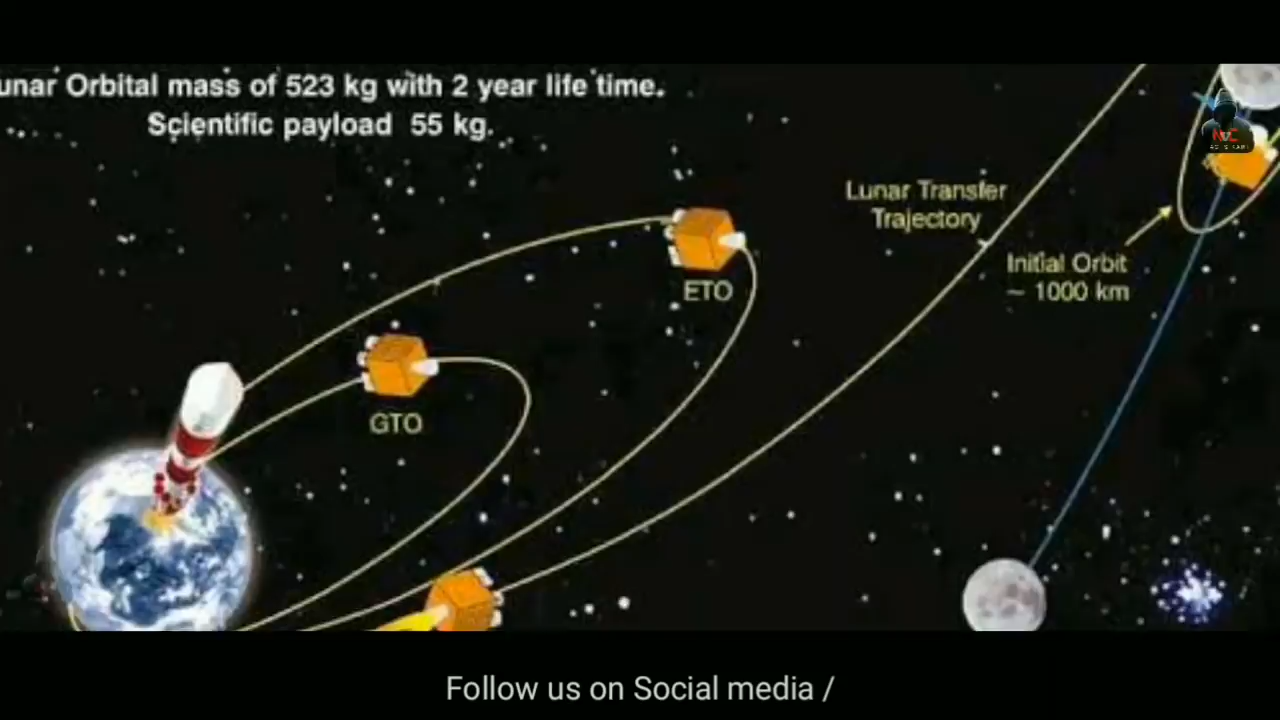 unar Orbital mass of 523 kg with 2 year life time.
Scientific payload 55 kg.
Lunar Transfer
Trajectory
Initial Orbit
~ 1000 km
ETO
GTO
Follow us on Social media /